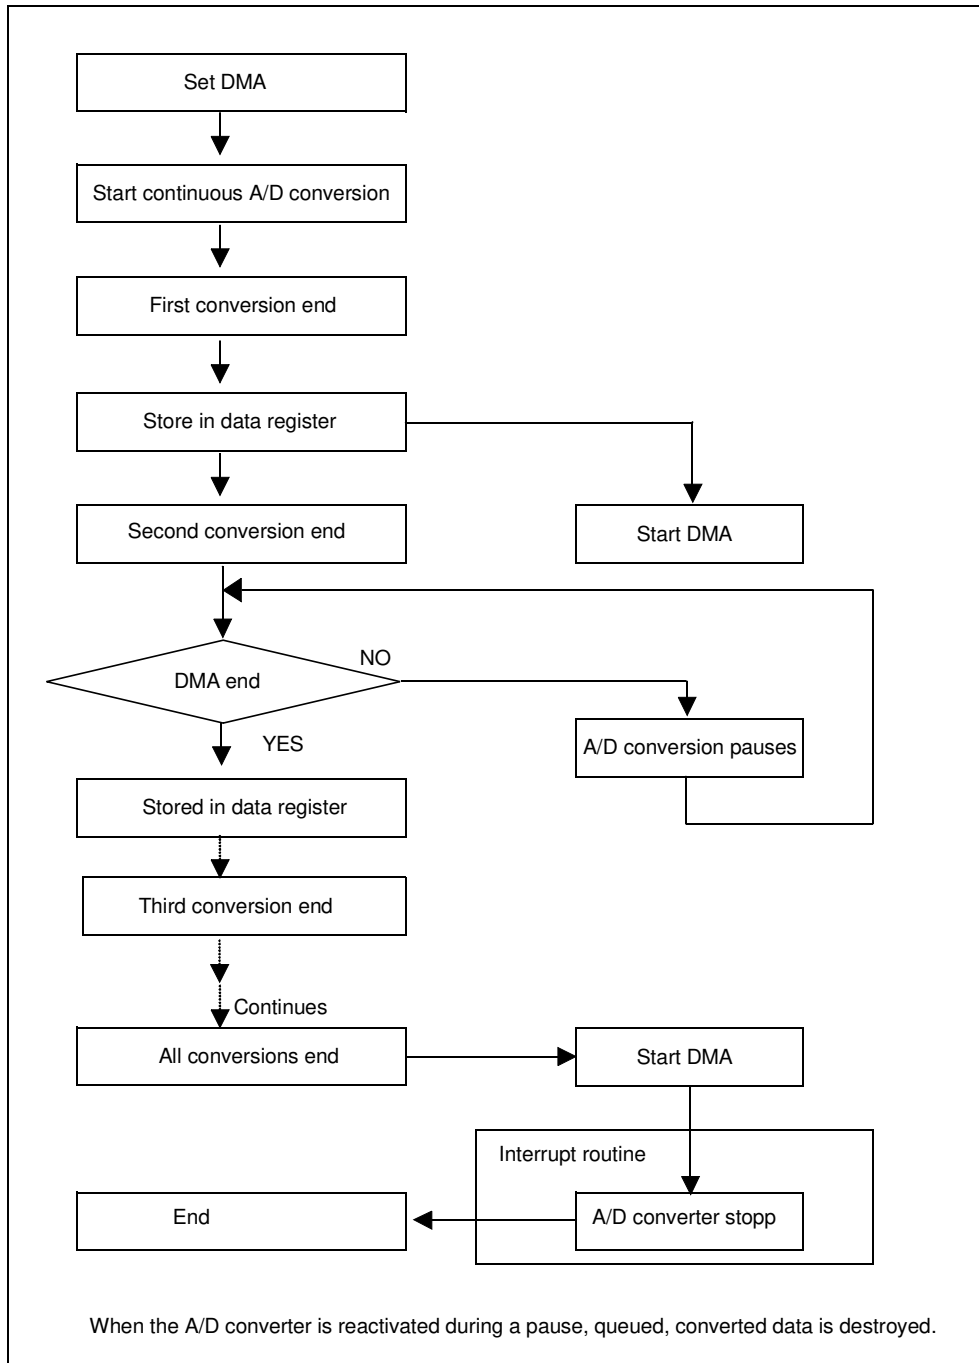 Set DMA
Start continuous A/D conversion
First conversion end
Store in data register
Second conversion end
Start DMA
NO
DMA end
YES
A/D conversion pauses
Stored in data register
Third conversion end
Continues
All conversions end
Start DMA
Interrupt routine
End
A/D converter stopp
When the A/D converter is reactivated during a pause, queued, converted data is destroyed.